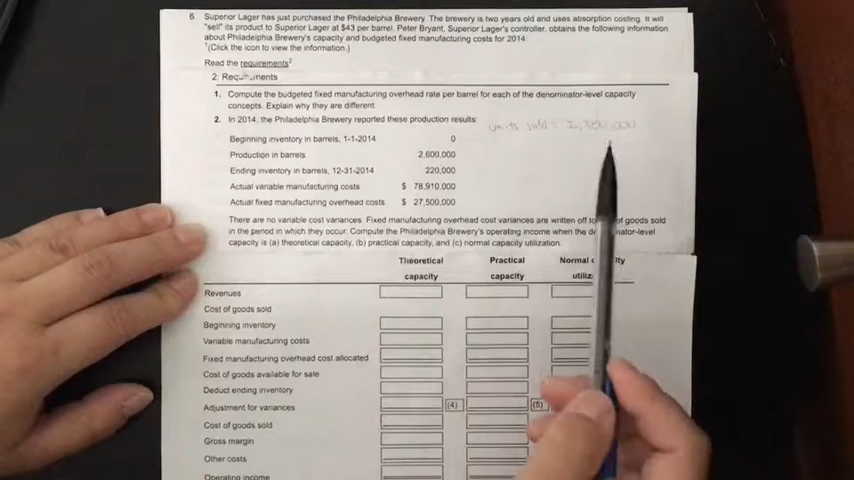 6. Superior Lager has just purchased the Philadelphia Brewery. The brewery is two years old and uses absorption costing. It will
"sell" its product to Superior Lager at $43 per barrel. Peter Bryant, Superior Lager's controller, obtains the following information
about Philadelphia Brewery's capacity and budgeted fixed manufacturing costs for 2014
1(Click the icon to view the information.)
Read the requirements2
2: Requirements
1. Compute the budgeted fixed manufacturing overhead rate per barrel for each of the denominator-level capacity
concepts. Explain why they are different.
2. In 2014, the Philadelphia Brewery reported these production results:
units sold =
Beginning inventory in barrels, 1-1-2014 0
Production in barrels 2,600,000
Ending inventory in barrels, 12-31-2014 220,000
Actual variable manufacturing costs $ 78,910,000
Actual fixed manufacturing overhead costs $ 27,500,000
There are no variable cost variances. Fixed manufacturing overhead cost variances are written off to of goods sold
in the period in which they occur. Compute the Philadelphia Brewery's operating income when the
capacity is (a) theoretical capacity, (b) practical capacity, and (c) normal capacity utilization.
Theoretical Practical Normal
capacity capacity
Revenues
Cost of goods sold
Beginning inventory
Variable manufacturing costs
Fixed manufacturing overhead cost allocated
Cost of goods available for sale
Deduct ending inventory
Adjustment for variances (4) (5)
Cost of goods sold
Gross margin
Other costs
Operating income